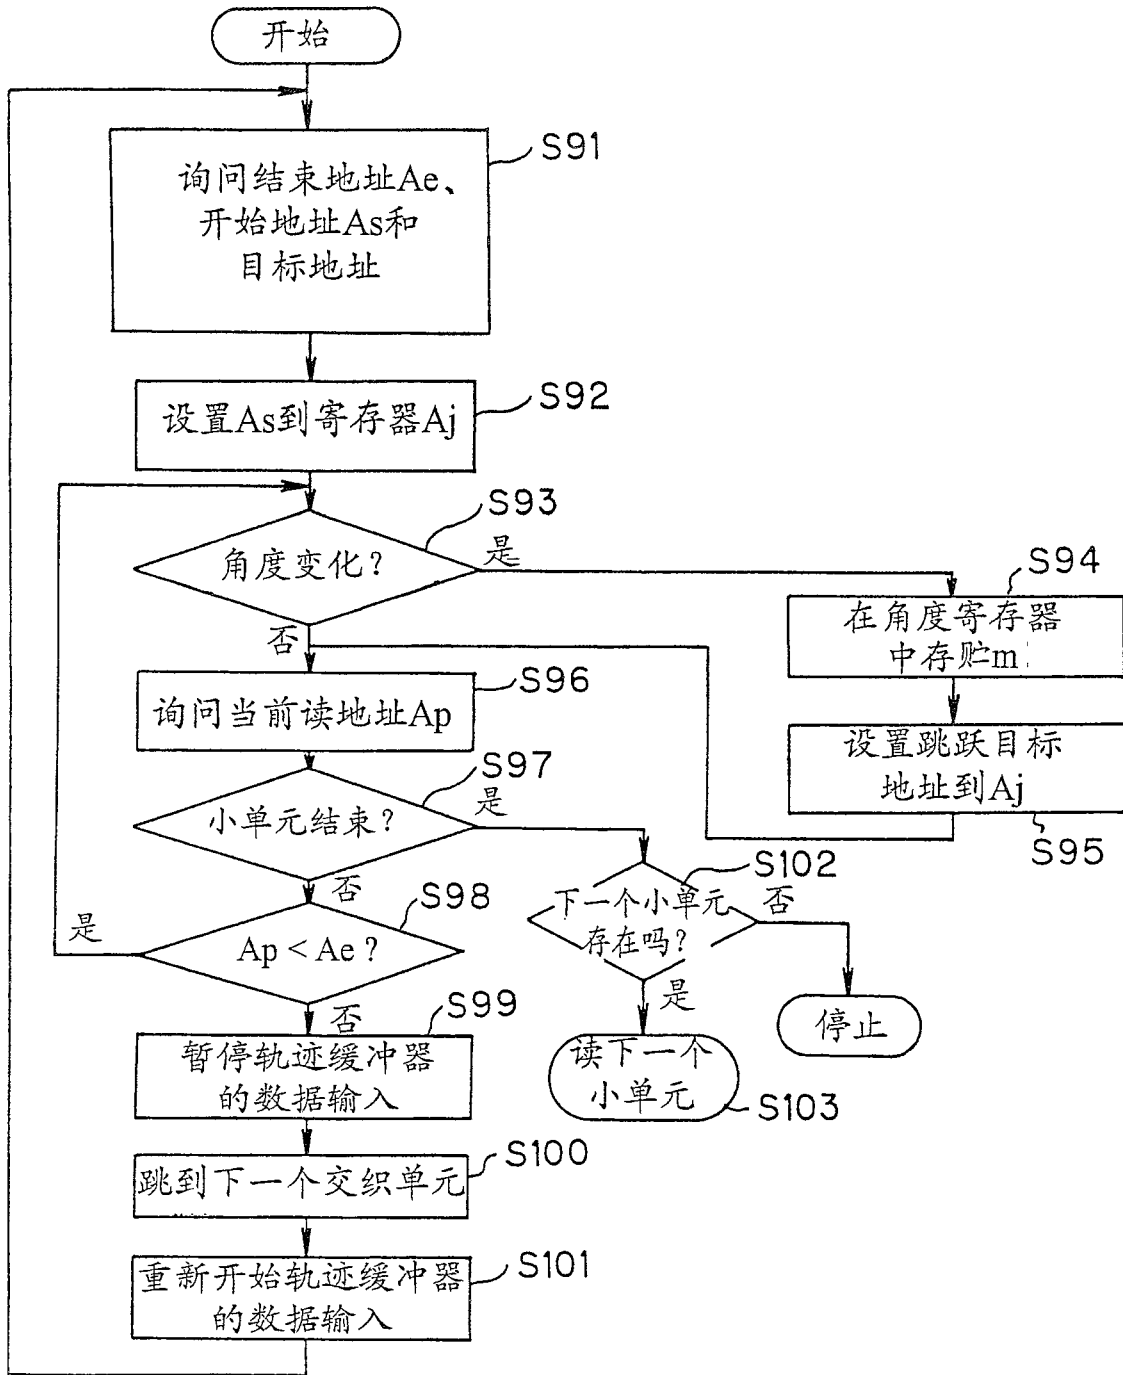 开始
S91
询问结束地址Ae、
开始地址As和
目标地址
S92
设置As到寄存器Aj
S93
角度变化？
是
S94
在角度寄存器
中存贮m
否
S96
询问当前读地址Ap
设置跳跃目标
地址到Aj
S95
S97
小单元结束？
是
S102
下一个小单元
存在吗？
否
否
S98
是
Ap < Ae ?
是
停止
否
S99
暂停轨迹缓冲器
的数据输入
读下一个
小单元
S103
S100
跳到下一个交织单元
S101
重新开始轨迹缓冲器
的数据输入